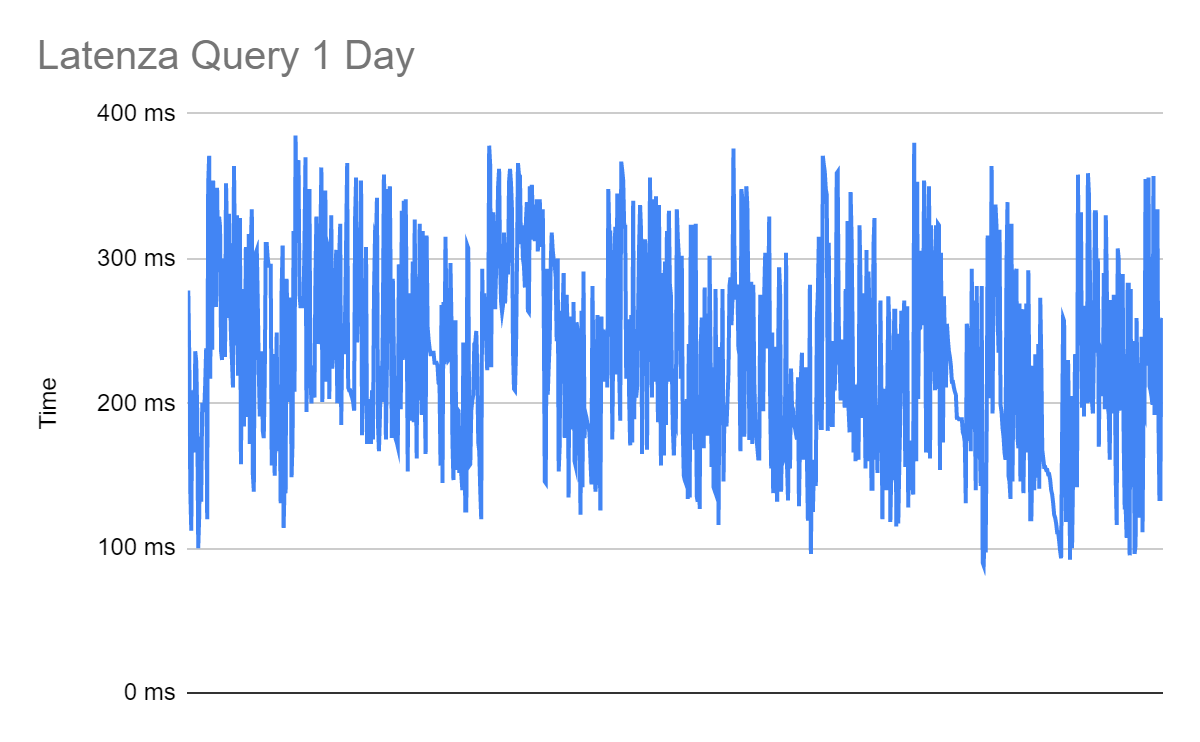 Latenza Query 1 Day
400 ms
300 ms
200 ms
100 ms
0 ms
Time